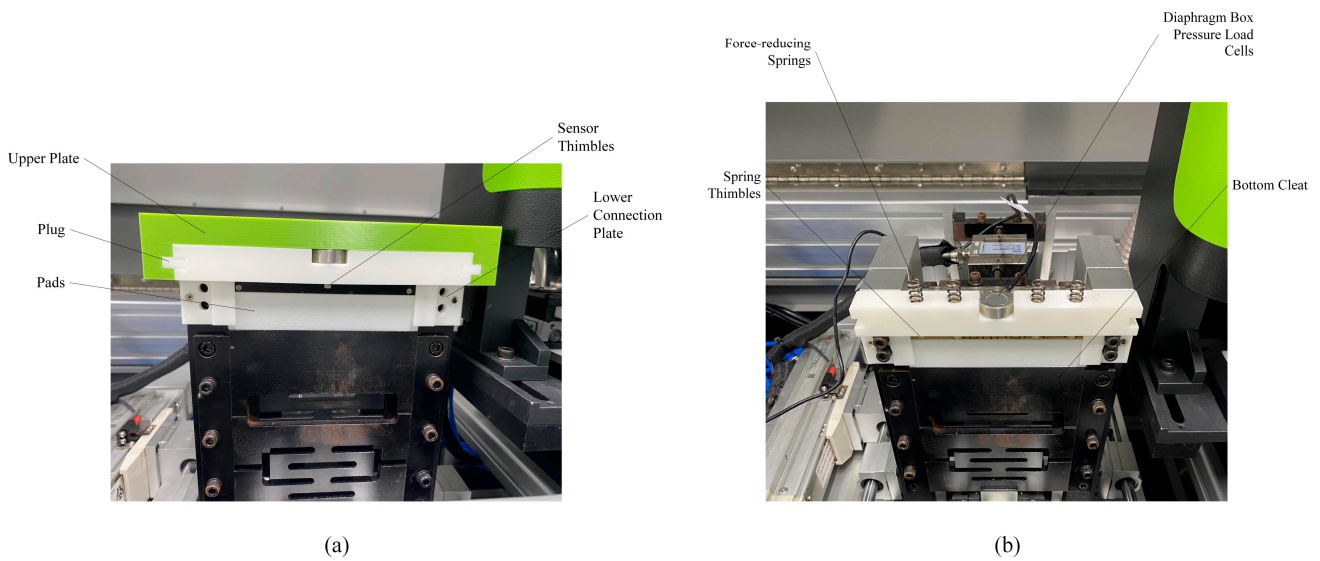 Upper Plate
Plug
Pads
Sensor
Thimbles
Lower
Connection
Plate
(a)
Force-reducing
Springs
Diaphragm Box
Pressure Load
Cells
Spring
Thimbles
Bottom Cleat
(b)